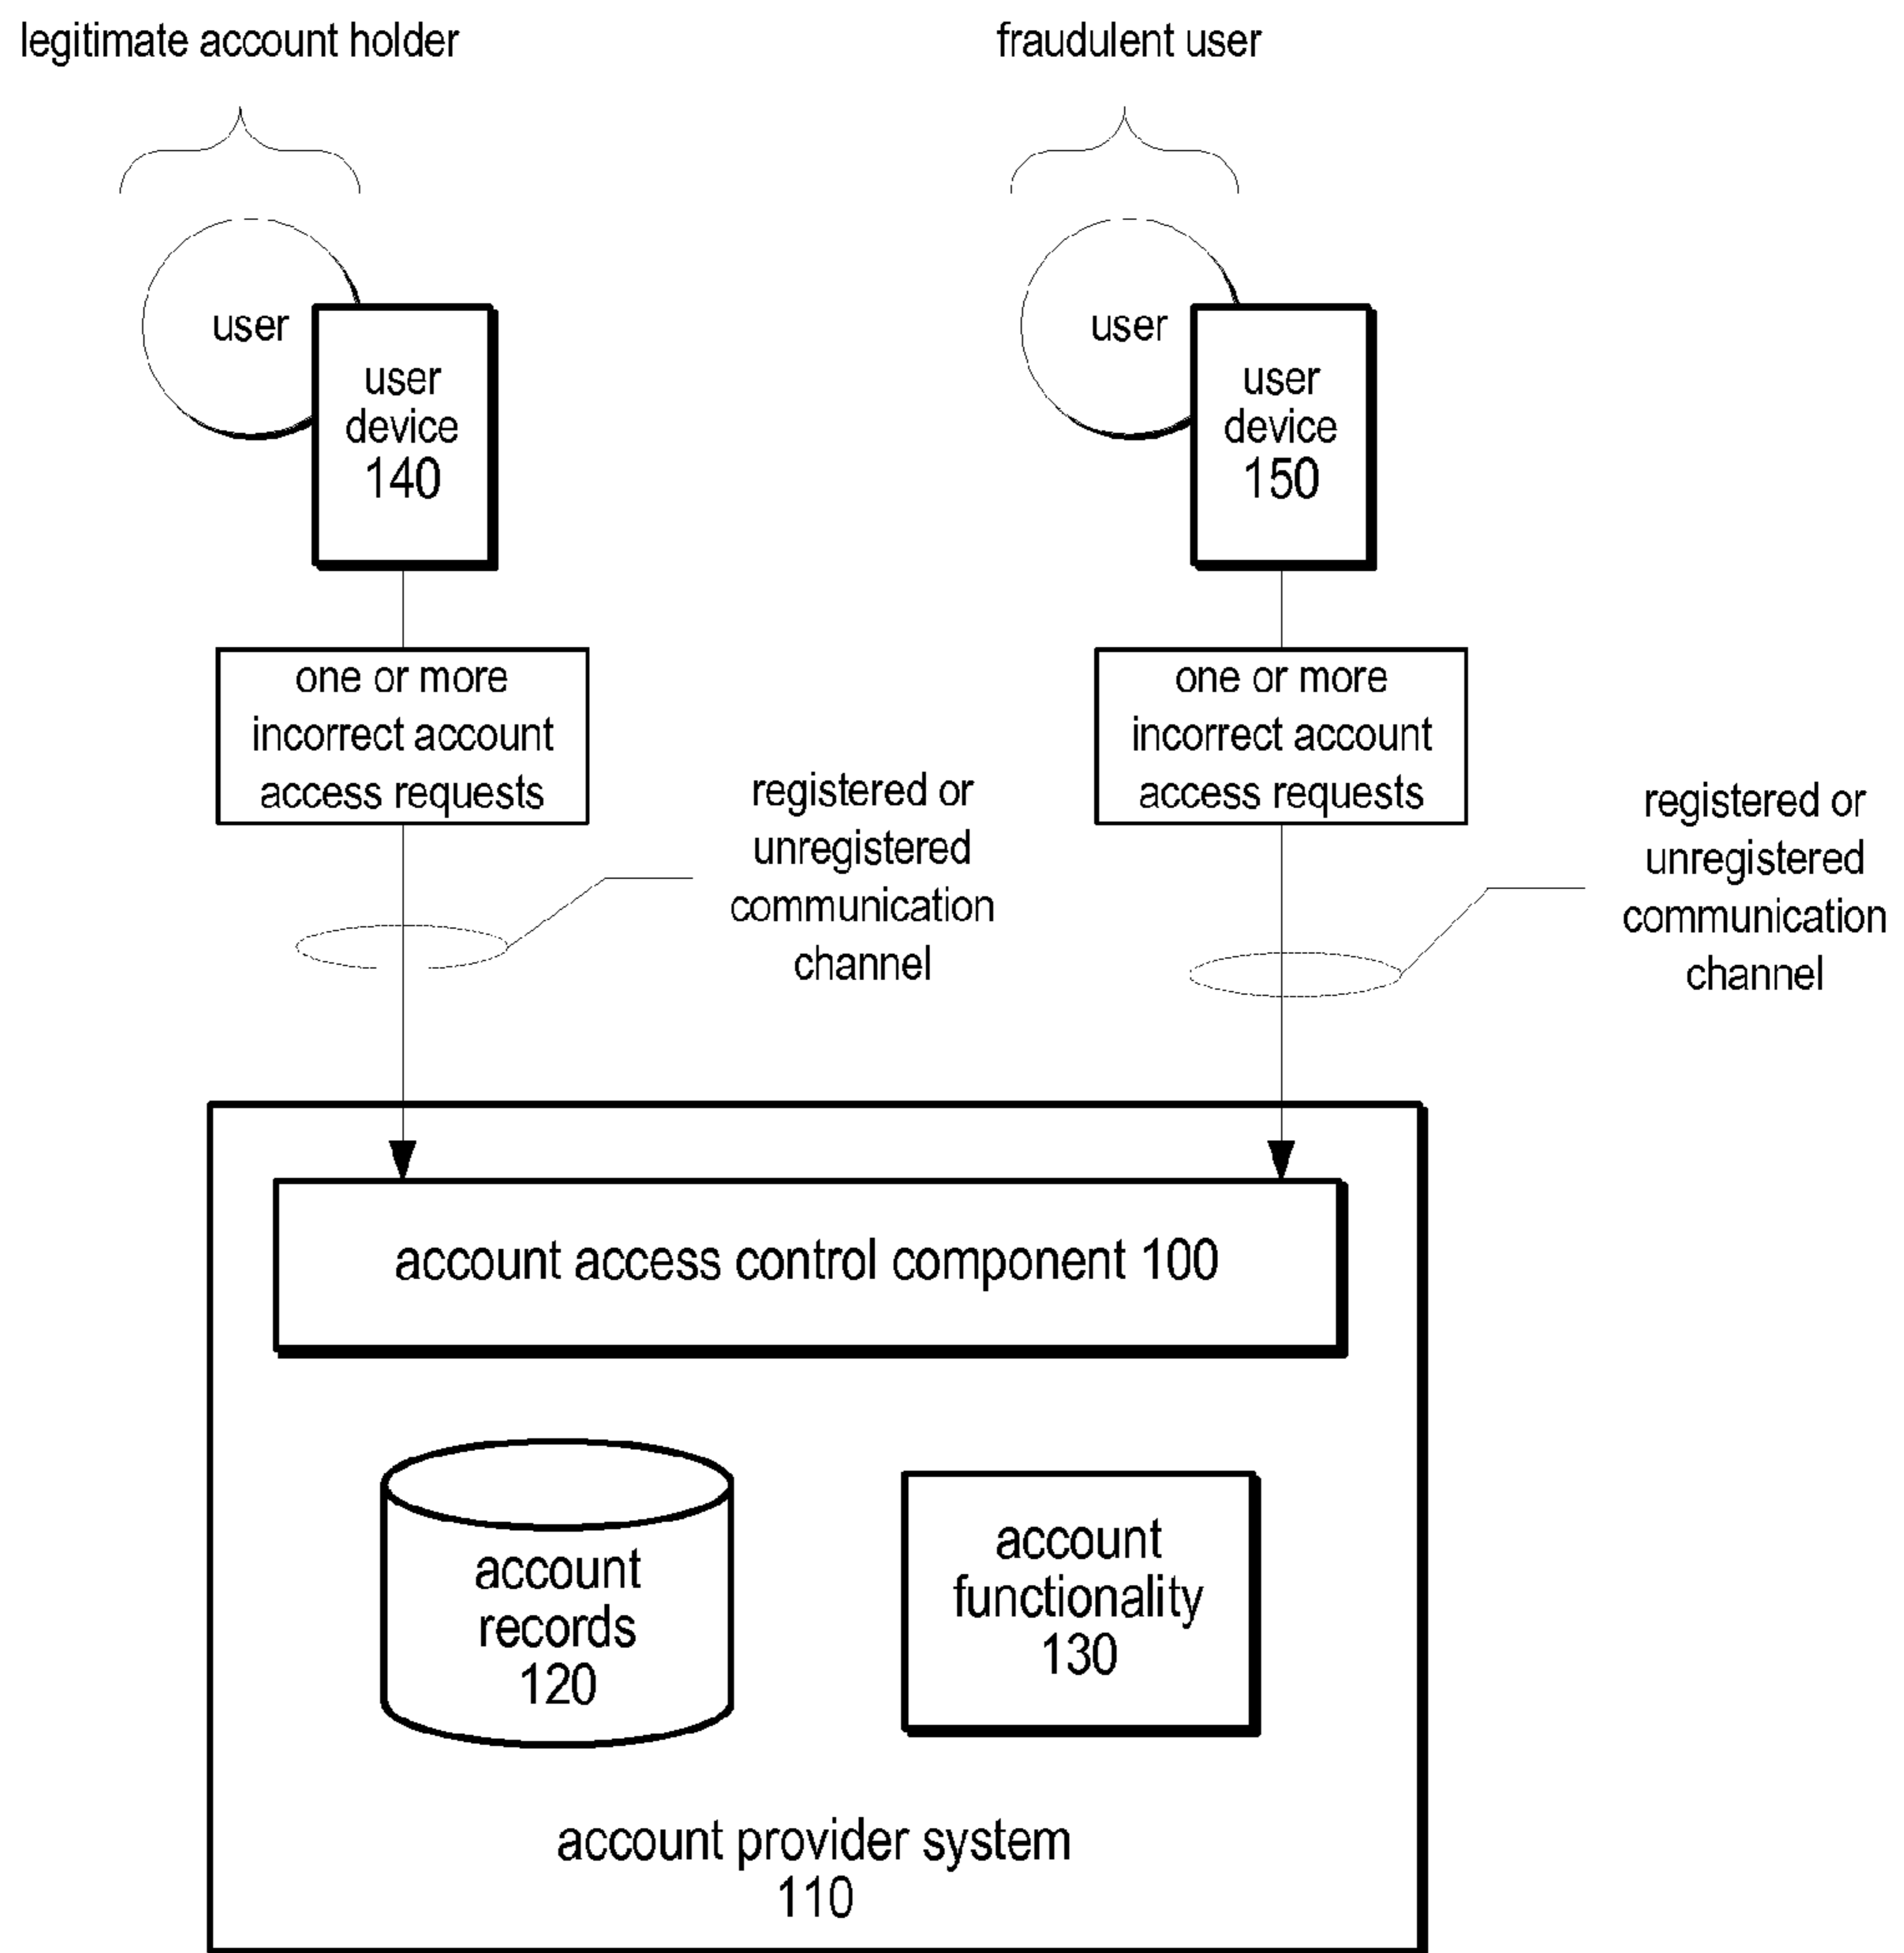 legitimate account holder
fraudulent user
user
user
device
140
user
user
device
150
one or more
incorrect account
access requests
registered or
unregistered
communication
channel
one or more
incorrect account
access requests
registered or
unregistered
communication
channel
account access control component 100
account
records
120
account
functionality
130
account provider system
110